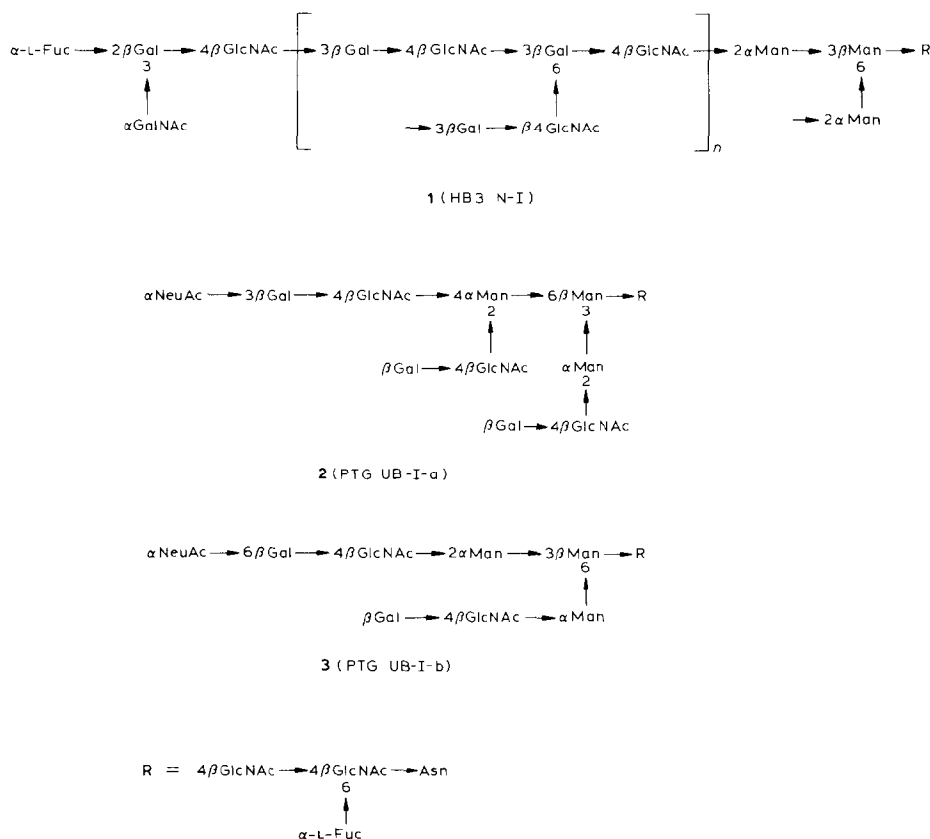 α-L-Fuc → 2βGal → 4βGlcNAc → [ 3βGal → 4βGlcNAc → 3βGal → 4βGlcNAc ]n → 2αMan → 3βMan → R
3 6 6
↑ ↑ ↑
αGalNAc → 3βGal → β4GlcNAc → 2αMan
1 (HB3 N-I)
αNeuAc → 3βGal → 4βGlcNAc → 4αMan → 6βMan → R
2 3
↑ ↑
βGal → 4βGlcNAc αMan
2
↑
βGal → 4βGlcNAc
2 (PTG UB-I-a)
αNeuAc → 6βGal → 4βGlcNAc → 2αMan → 3βMan → R
6
↑
βGal → 4βGlcNAc → αMan
3 (PTG UB-I-b)
R = 4βGlcNAc → 4βGlcNAc → Asn
6
↑
α-L-Fuc